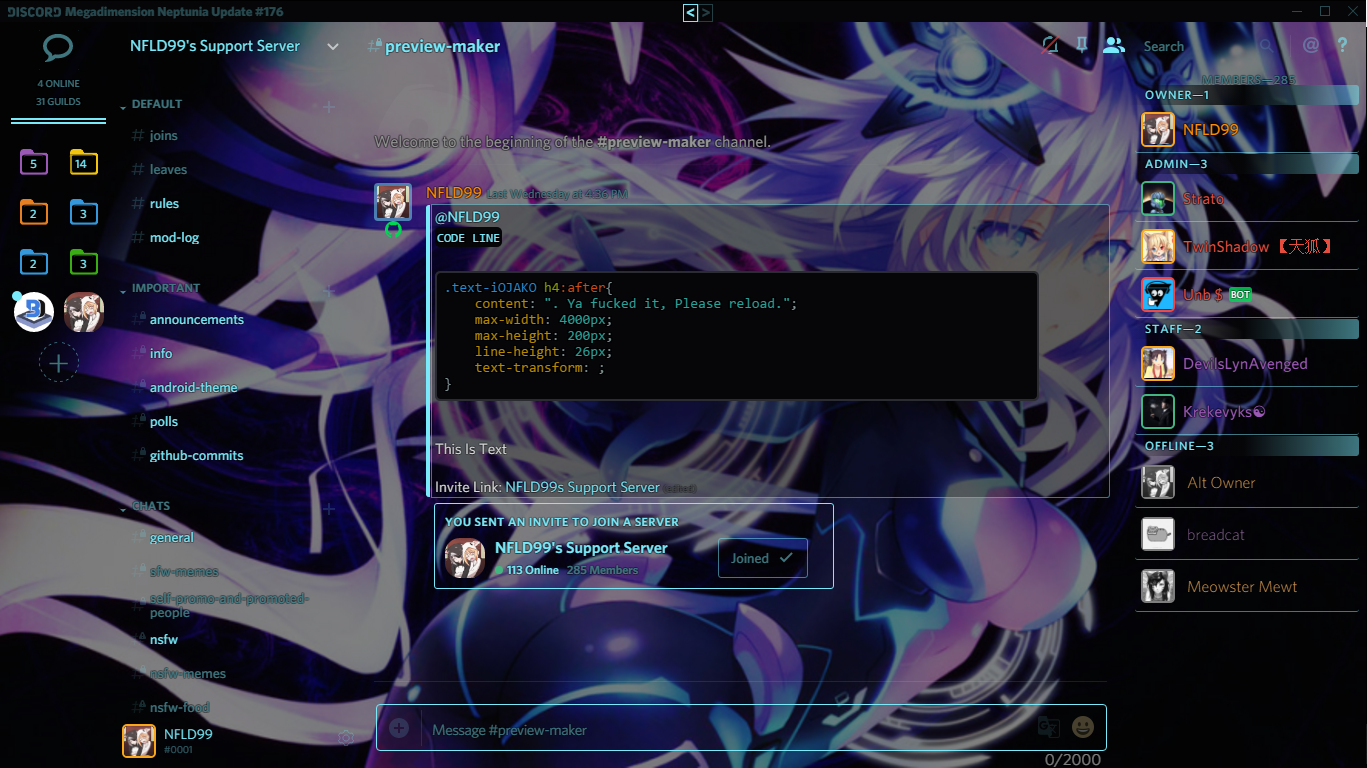 DISCORD Megadimension Neptunia Update #176
< >
4 ONLINE
31 GUILDS
5
14
2
3
2
3
NFLD99's Support Server
DEFAULT
# joins
# leaves
# rules
# mod-log
IMPORTANT
announcements
info
android-theme
polls
github-commits
CHATS
general
sfw-memes
self-promo-and-promoted-
people
nsfw
nsfw-memes
nsfw-food
NFLD99
#0001
#preview-maker
Search
@ ?
Welcome to the beginning of the #preview-maker channel.
NFLD99 Last Wednesday at 4:36 PM
@NFLD99
CODE LINE
.text-iOJAKO h4:after{
content: ". Ya fucked it, Please reload.";
max-width: 4000px;
max-height: 200px;
line-height: 26px;
text-transform: ;
}
This Is Text
Invite Link: NFLD99s Support Server (edited)
YOU SENT AN INVITE TO JOIN A SERVER
NFLD99's Support Server
113 Online 285 Members
Joined
Message #preview-maker
0/2000
MEMBERS—285
OWNER—1
NFLD99
ADMIN—3
Strato
TwinShadow 【天狐】
Unb $ BOT
STAFF—2
DevilsLynAvenged
Krekevyks☯
OFFLINE—3
Alt Owner
breadcat
Meowster Mewt